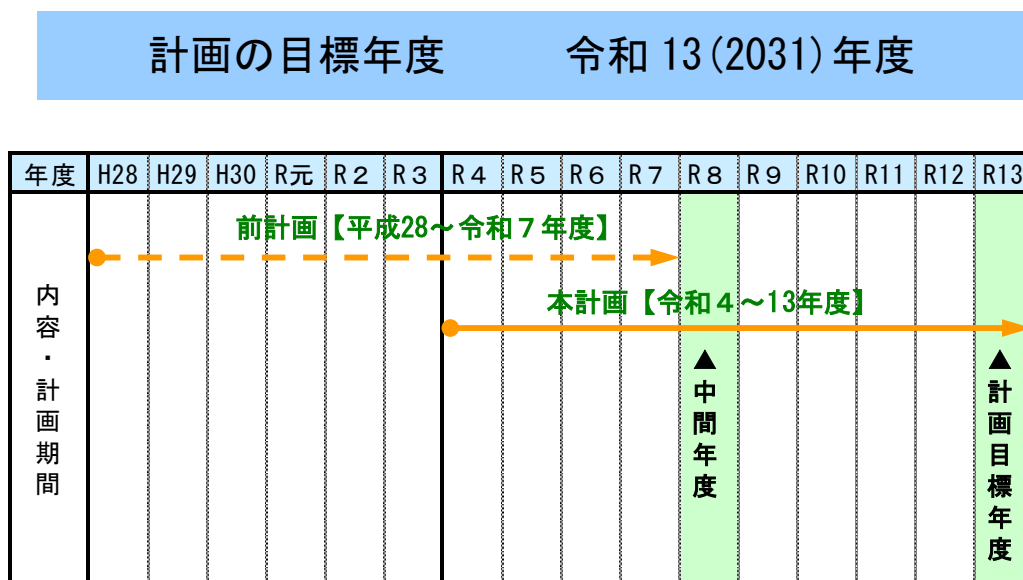 計画の目標年度　　　令和 13(2031)年度
年度 H28 H29 H30 R元 R２ R３ R４ R５ R６ R７ R８ R９ R10 R11 R12 R13
前計画【平成28～令和７年度】
本計画【令和４～13年度】
内容・計画期間
▲中間年度
▲計画目標年度